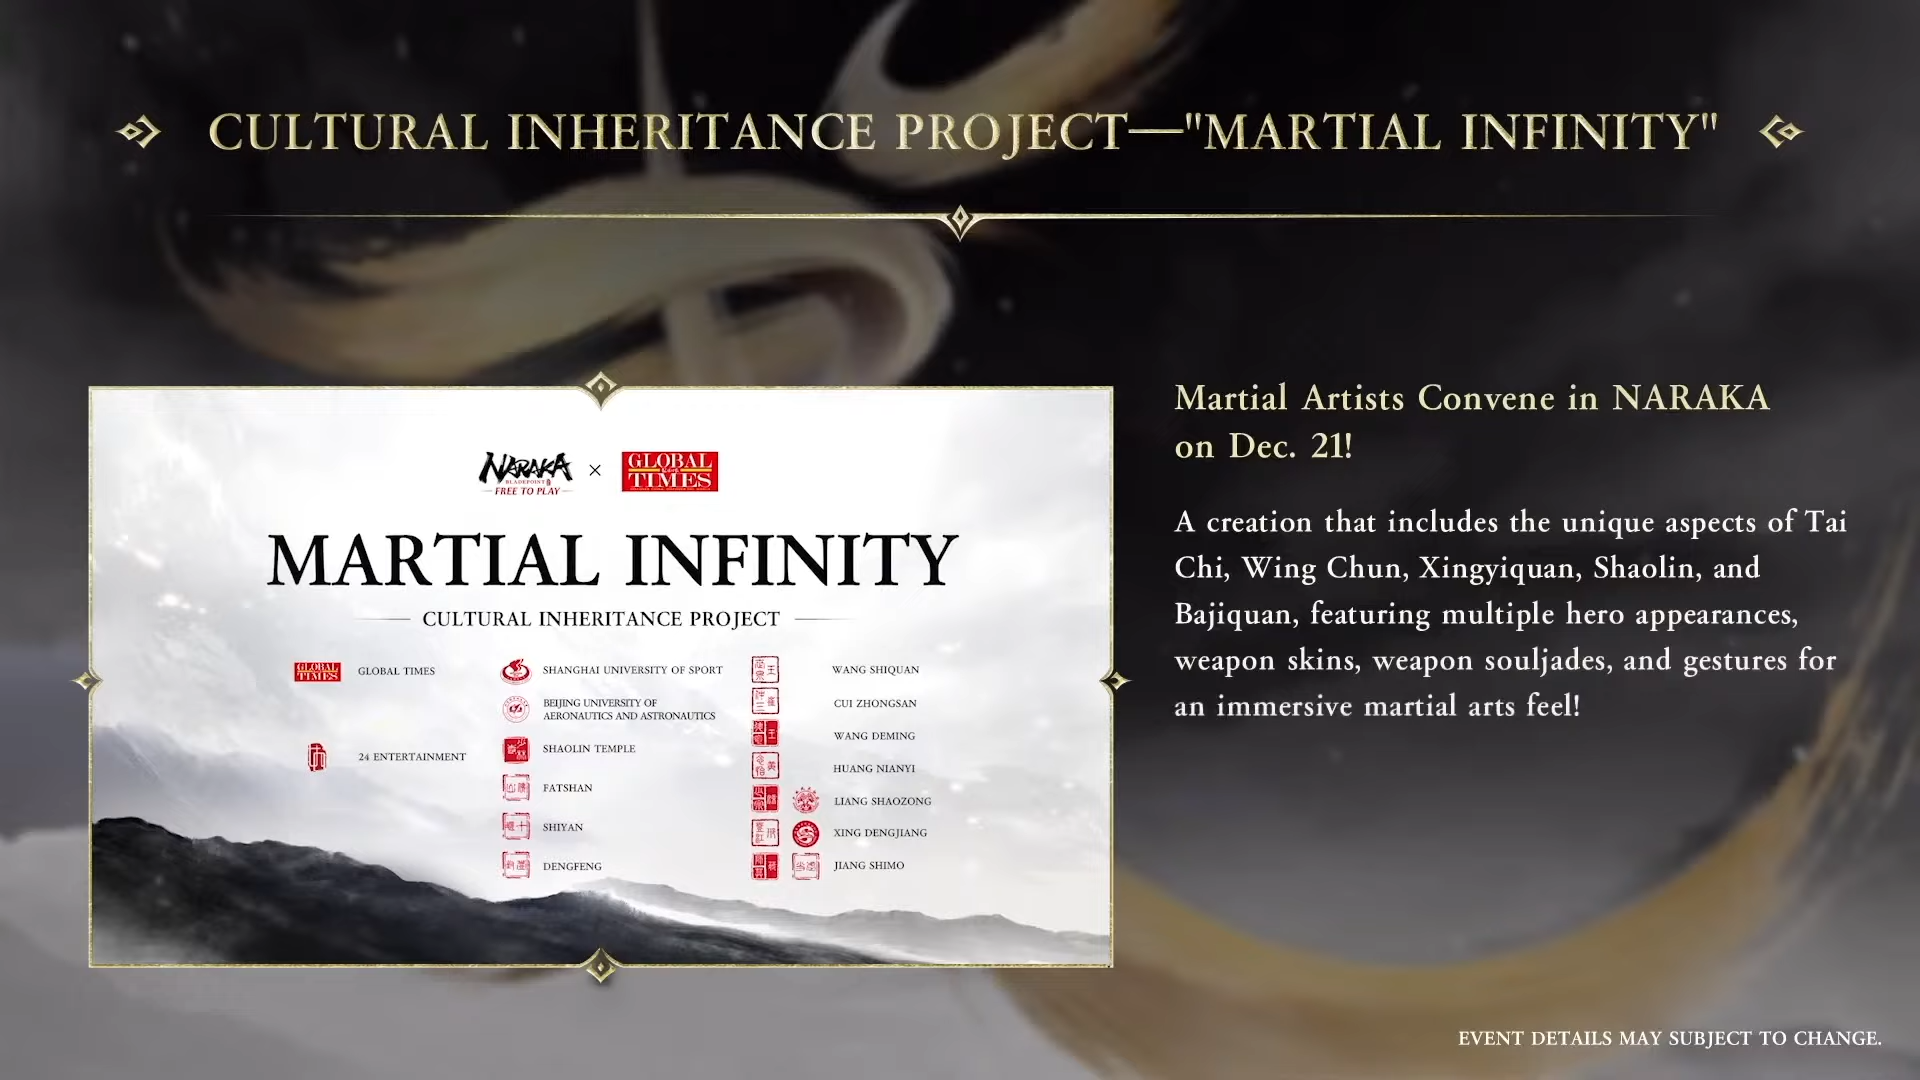 CULTURAL INHERITANCE PROJECT—"MARTIAL INFINITY"
NARAKA
BLADEPOINT
FREE TO PLAY
×
GLOBAL
TIMES
MARTIAL INFINITY
CULTURAL INHERITANCE PROJECT
GLOBAL
TIMES
GLOBAL TIMES
24 ENTERTAINMENT
SHANGHAI UNIVERSITY OF SPORT
BEIJING UNIVERSITY OF
AERONAUTICS AND ASTRONAUTICS
SHAOLIN TEMPLE
FATSHAN
SHIYAN
DENGFENG
WANG SHIQUAN
CUI ZHONGSAN
WANG DEMING
HUANG NIANYI
LIANG SHAOZONG
XING DENGJIANG
JIANG SHIMO
Martial Artists Convene in NARAKA
on Dec. 21!
A creation that includes the unique aspects of Tai
Chi, Wing Chun, Xingyiquan, Shaolin, and
Bajiquan, featuring multiple hero appearances,
weapon skins, weapon souljades, and gestures for
an immersive martial arts feel!
EVENT DETAILS MAY SUBJECT TO CHANGE.